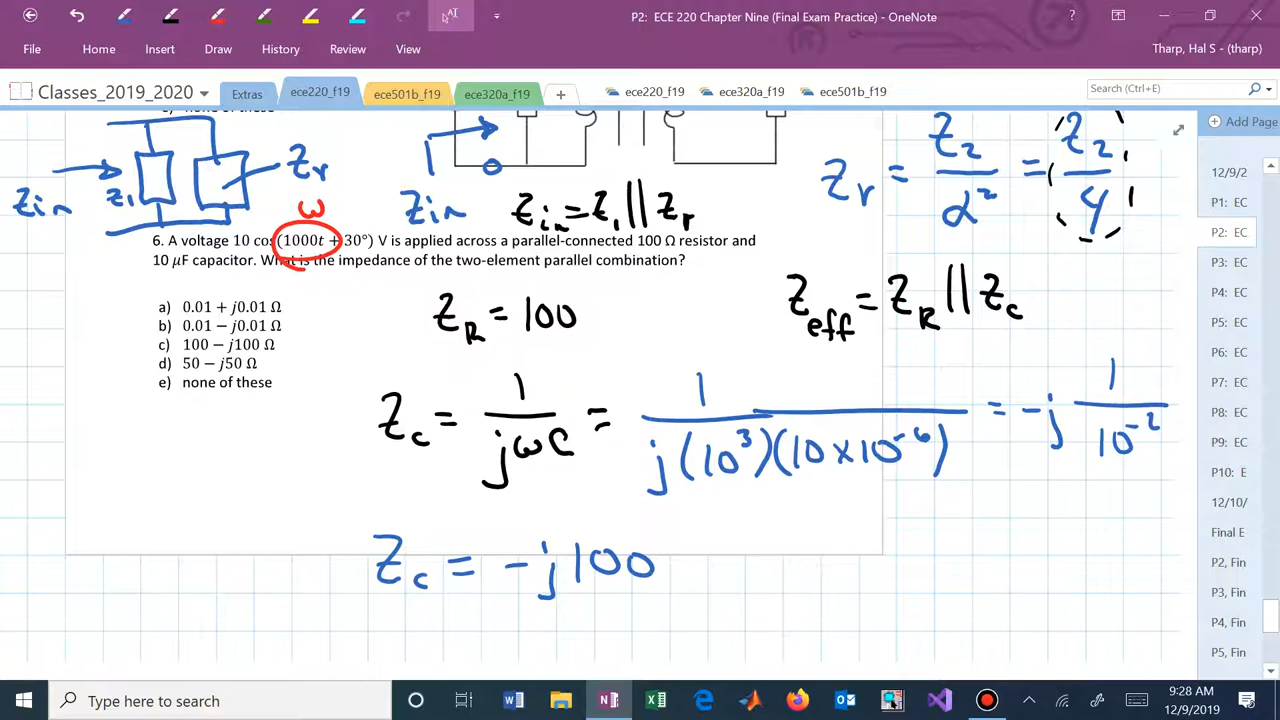 P2: ECE 220 Chapter Nine (Final Exam Practice) - OneNote
Tharp, Hal S - (tharp)
File Home Insert Draw History Review View
Classes_2019_2020 Extras ece220_f19 ece501b_f19 ece320a_f19 ece220_f19 ece320a_f19 ece501b_f19
Search (Ctrl+E)
Add Page
12/9/2
P1: EC
P2: EC
P3: EC
P4: EC
P5: EC
P6: EC
P7: EC
P8: EC
P9: EC
P10: E
12/10/
Final E
P2, Fin
P3, Fin
P4, Fin
P5, Fin
Zin Z1 Zr
Zin
Zin = Z1 || Zr
Zr = Z2/α² = Z2/4
ω
6. A voltage 10 cos(1000t + 30°) V is applied across a parallel-connected 100 Ω resistor and
10 μF capacitor. What is the impedance of the two-element parallel combination?
a) 0.01 + j0.01 Ω
b) 0.01 − j0.01 Ω
c) 100 − j100 Ω
d) 50 − j50 Ω
e) none of these
ZR = 100
Zeff = ZR || Zc
Zc = 1/jωC = 1/j(10³)(10×10⁻⁶) = -j 1/10⁻²
Zc = -j 100
Type here to search
9:28 AM
12/9/2019